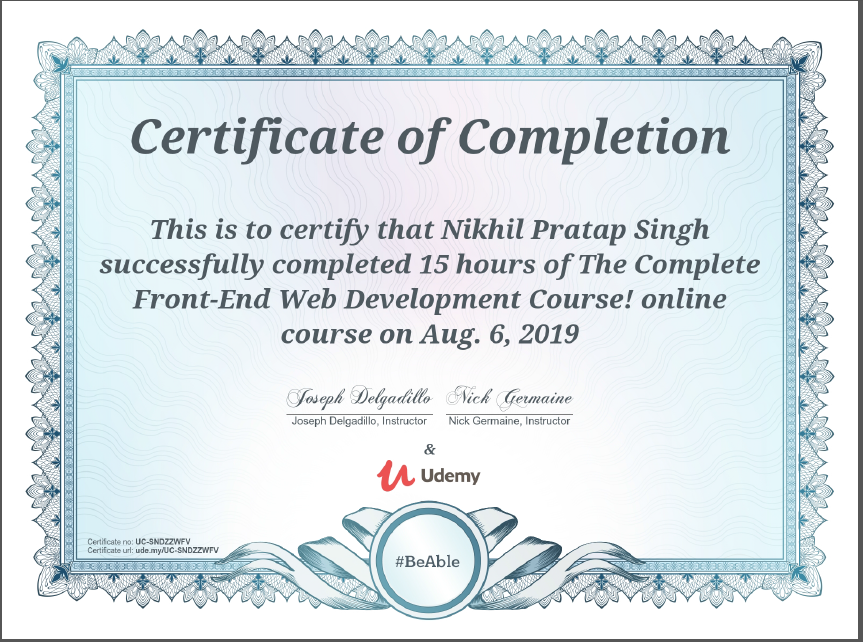 Certificate of Completion
This is to certify that Nikhil Pratap Singh
successfully completed 15 hours of The Complete
Front-End Web Development Course! online
course on Aug. 6, 2019
Joseph Delgadillo Nick Germaine
Joseph Delgadillo, Instructor Nick Germaine, Instructor
&
Udemy
Certificate no: UC-SNDZZWFV
Certificate url: ude.my/UC-SNDZZWFV
#BeAble